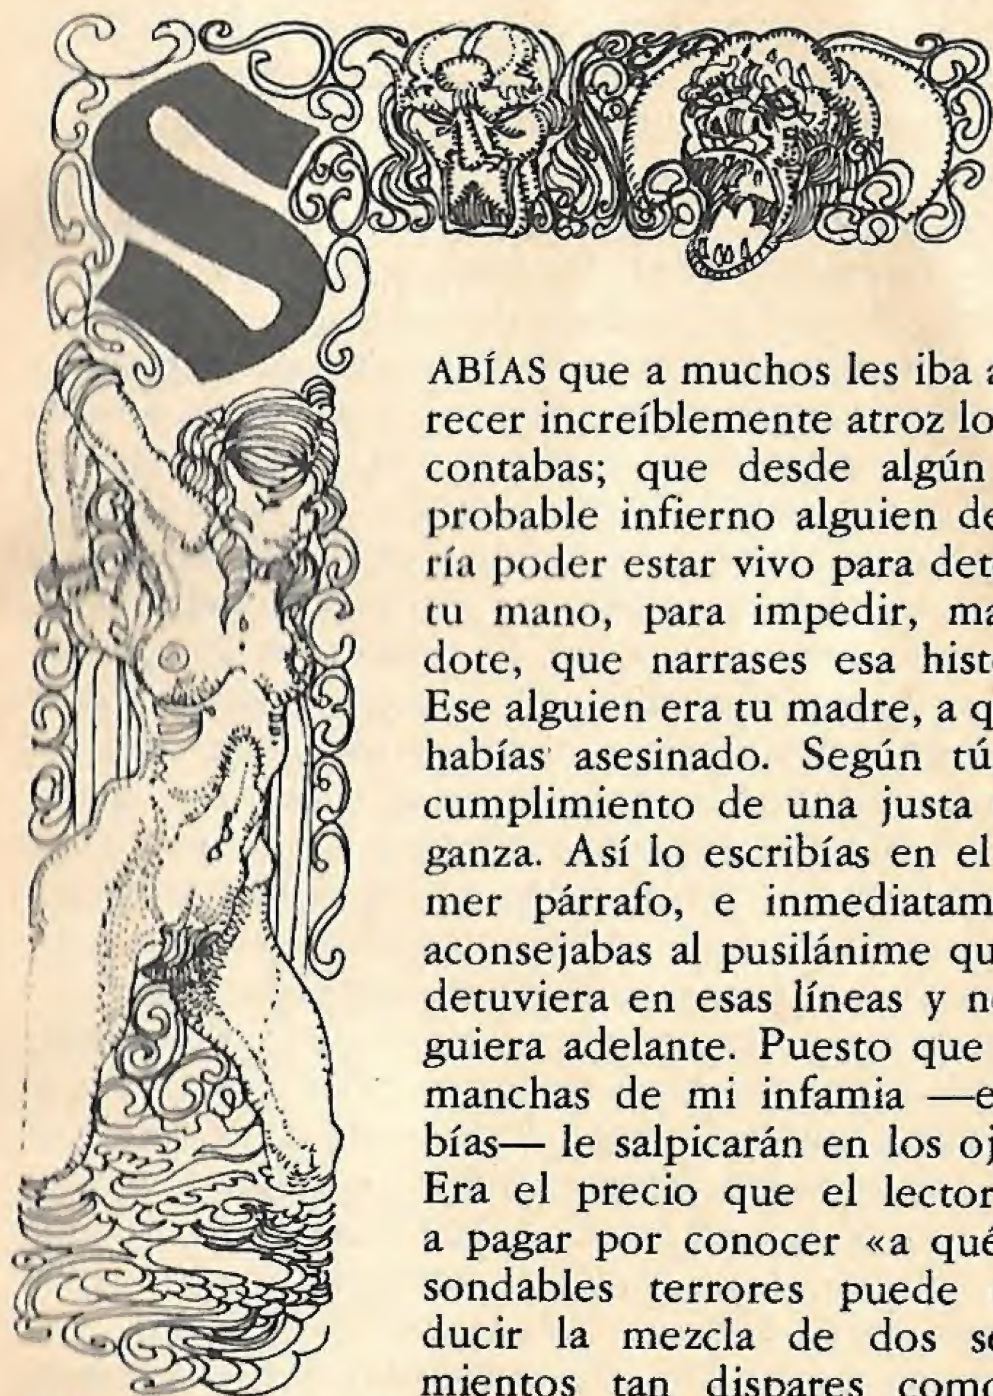 S
ABÍAS que a muchos les iba a
recer increíblemente atroz lo
contabas; que desde algún
probable infierno alguien de
ría poder estar vivo para det
tu mano, para impedir, ma
dote, que narrases esa hist
Ese alguien era tu madre, a q
habías asesinado. Según tú
cumplimiento de una justa
ganza. Así lo escribías en el
mer párrafo, e inmediatam
aconsejabas al pusilánime qu
detuviera en esas líneas y n
guiera adelante. Puesto que
manchas de mi infamia —e
bías— le salpicarán en los oj
Era el precio que el lector
a pagar por conocer «a qué
sondables terrores puede
ducir la mezcla de dos se
mientos tan dispares como